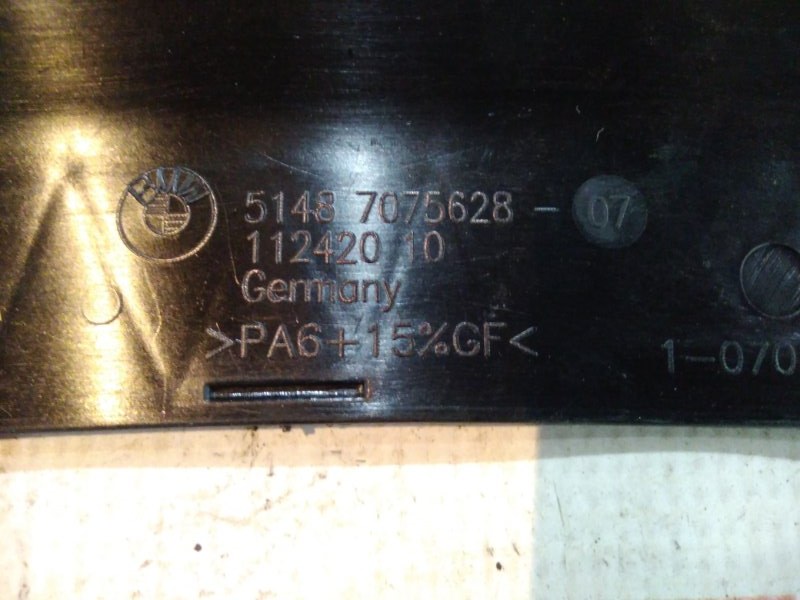 BMW
5148 7075628 - 07
112420 10
Germany
>PA6+15%GF<
1-070